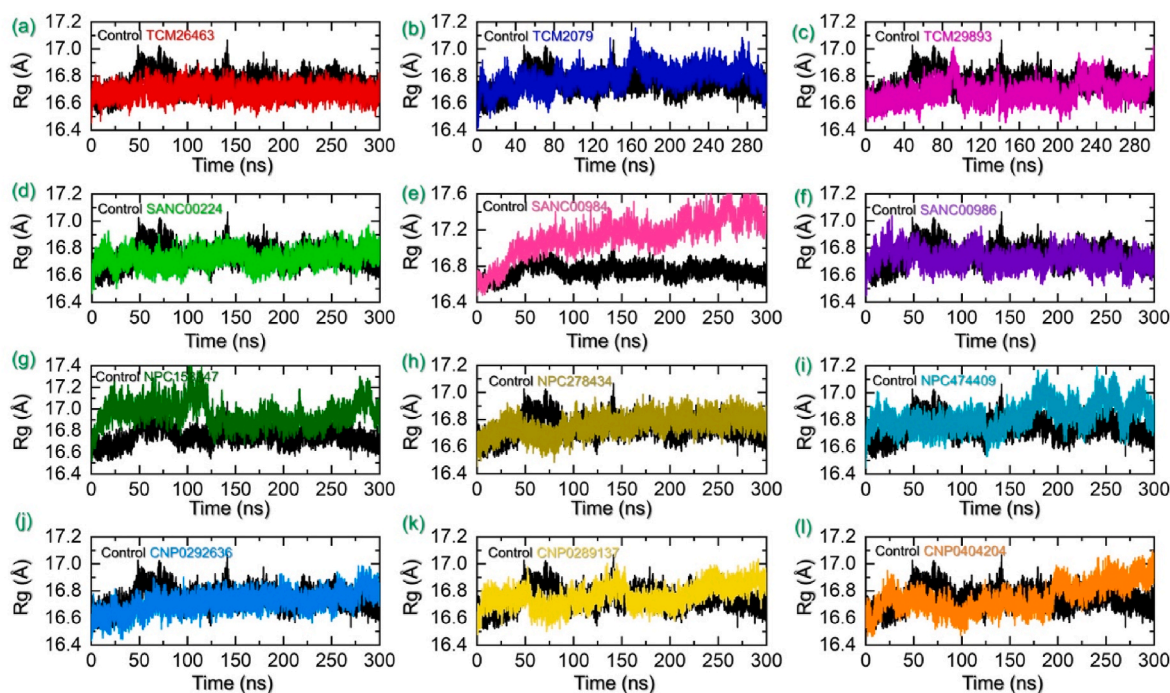 (a)
Control TCM26463
Rg (Å)
17.2
17.0
16.8
16.6
16.4
0 50 100 150 200 250 300
Time (ns)
(b)
Control TCM2079
Rg (Å)
17.2
17.0
16.8
16.6
16.4
0 40 80 120 160 200 240 280
Time (ns)
(c)
Control TCM29893
Rg (Å)
17.2
17.0
16.8
16.6
16.4
0 40 80 120 160 200 240 280
Time (ns)
(d)
Control SANC00224
Rg (Å)
17.2
17.0
16.8
16.6
16.4
0 50 100 150 200 250 300
Time (ns)
(e)
Control SANC00984
Rg (Å)
17.6
17.2
16.8
16.4
0 50 100 150 200 250 300
Time (ns)
(f)
Control SANC00986
Rg (Å)
17.2
17.0
16.8
16.6
16.4
0 50 100 150 200 250 300
Time (ns)
(g)
Control
Rg (Å)
17.4
17.2
17.0
16.8
16.6
16.4
0 50 100 150 200 250 300
Time (ns)
(h)
Control NPC278434
Rg (Å)
17.2
17.0
16.8
16.6
16.4
0 50 100 150 200 250 300
Time (ns)
(i)
Control NPC474409
Rg (Å)
17.2
17.0
16.8
16.6
16.4
0 50 100 150 200 250 300
Time (ns)
(j)
Control CNP0292636
Rg (Å)
17.2
17.0
16.8
16.6
16.4
0 50 100 150 200 250 300
Time (ns)
(k)
Control CNP0289137
Rg (Å)
17.2
17.0
16.8
16.6
16.4
0 50 100 150 200 250 300
Time (ns)
(l)
Control CNP0404204
Rg (Å)
17.2
17.0
16.8
16.6
16.4
0 50 100 150 200 250 300
Time (ns)